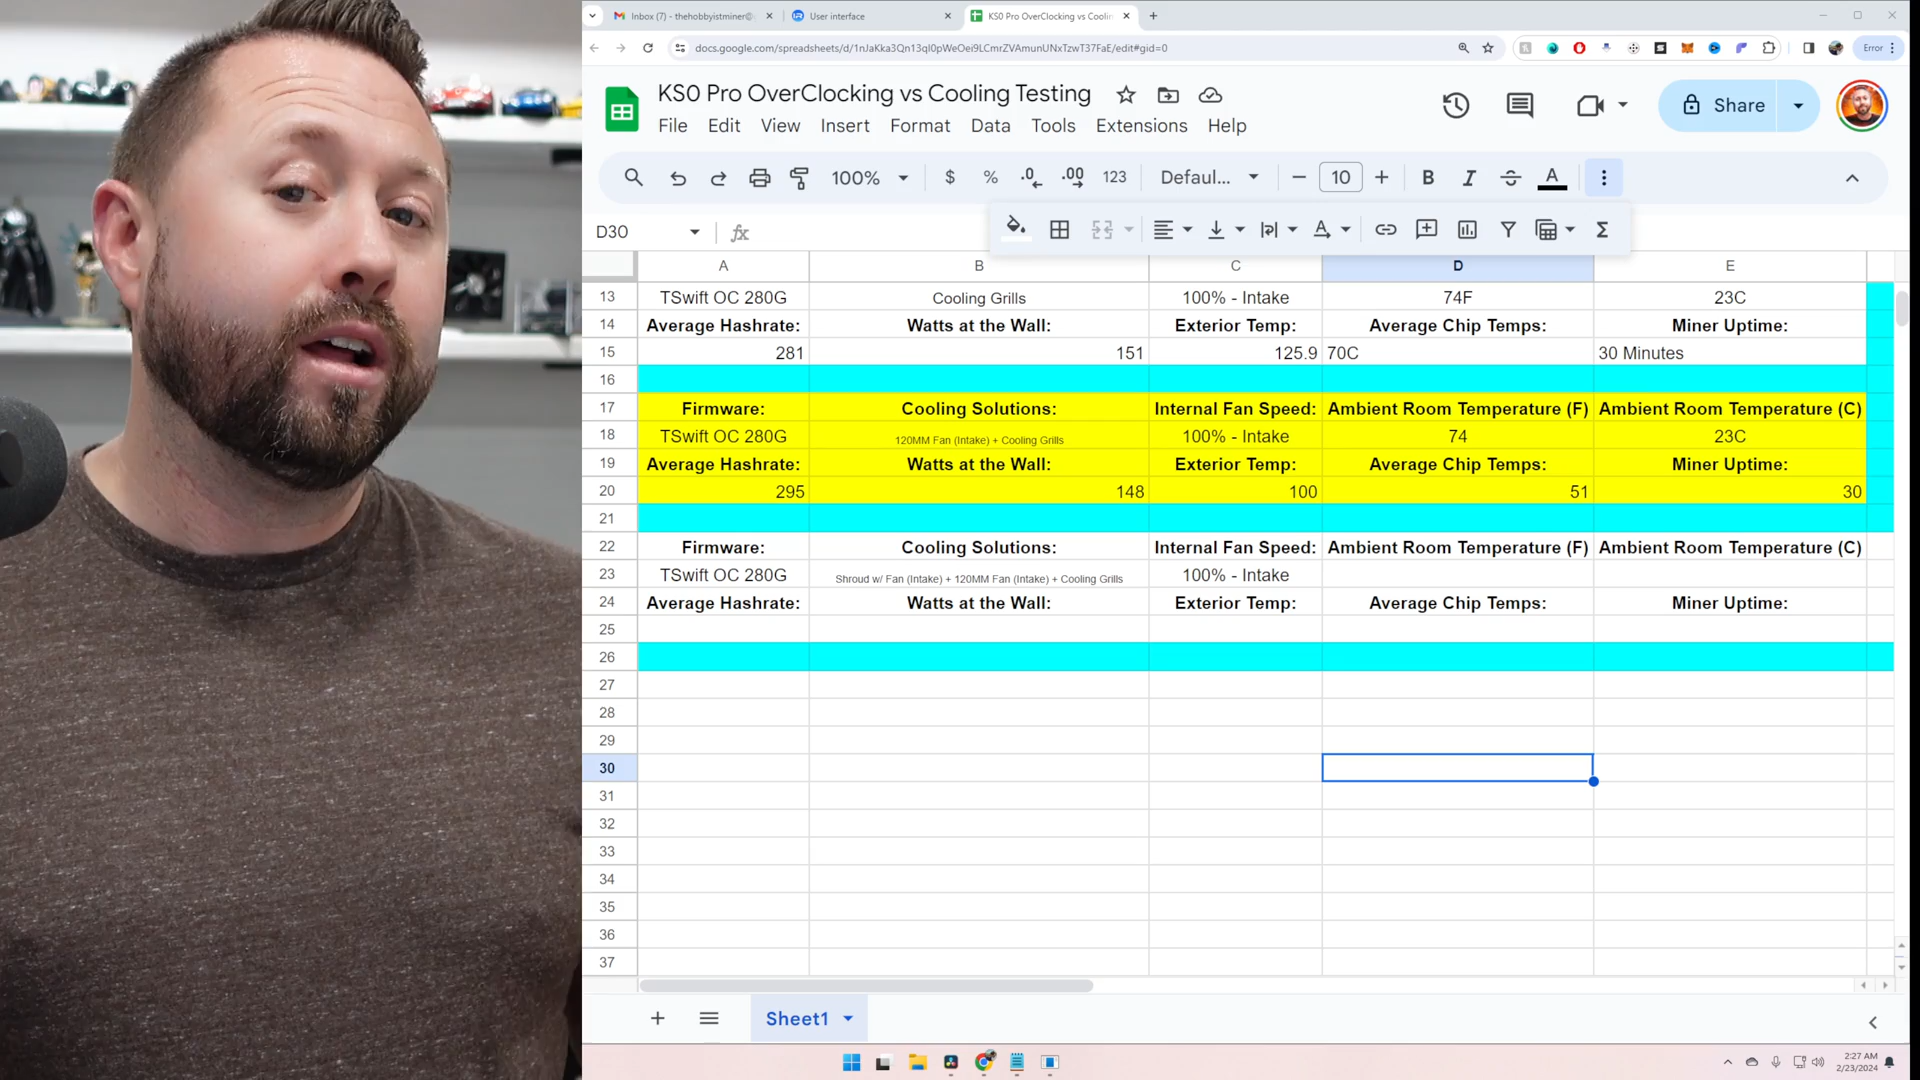 Inbox (7) - thehobbyistminer@
User interface
KS0 Pro OverClocking vs Coolin
docs.google.com/spreadsheets/d/1nJaKka3Qn13qI0pWeOei9LCmrZVAmunUNxTzwT37FaE/edit#gid=0
Error
KS0 Pro OverClocking vs Cooling Testing
File Edit View Insert Format Data Tools Extensions Help
Share
100% $ % .0 .00 123 Defaul... 10 B I A
D30 fx
A B C D E
13 TSwift OC 280G Cooling Grills 100% - Intake 74F 23C
14 Average Hashrate: Watts at the Wall: Exterior Temp: Average Chip Temps: Miner Uptime:
15 281 151 125.9 70C 30 Minutes
16
17 Firmware: Cooling Solutions: Internal Fan Speed: Ambient Room Temperature (F) Ambient Room Temperature (C)
18 TSwift OC 280G 120MM Fan (Intake) + Cooling Grills 100% - Intake 74 23C
19 Average Hashrate: Watts at the Wall: Exterior Temp: Average Chip Temps: Miner Uptime:
20 295 148 100 51 30
21
22 Firmware: Cooling Solutions: Internal Fan Speed: Ambient Room Temperature (F) Ambient Room Temperature (C)
23 TSwift OC 280G Shroud w/ Fan (Intake) + 120MM Fan (Intake) + Cooling Grills 100% - Intake
24 Average Hashrate: Watts at the Wall: Exterior Temp: Average Chip Temps: Miner Uptime:
25
26
27
28
29
30
31
32
33
34
35
36
37
Sheet1
2:27 AM
2/23/2024